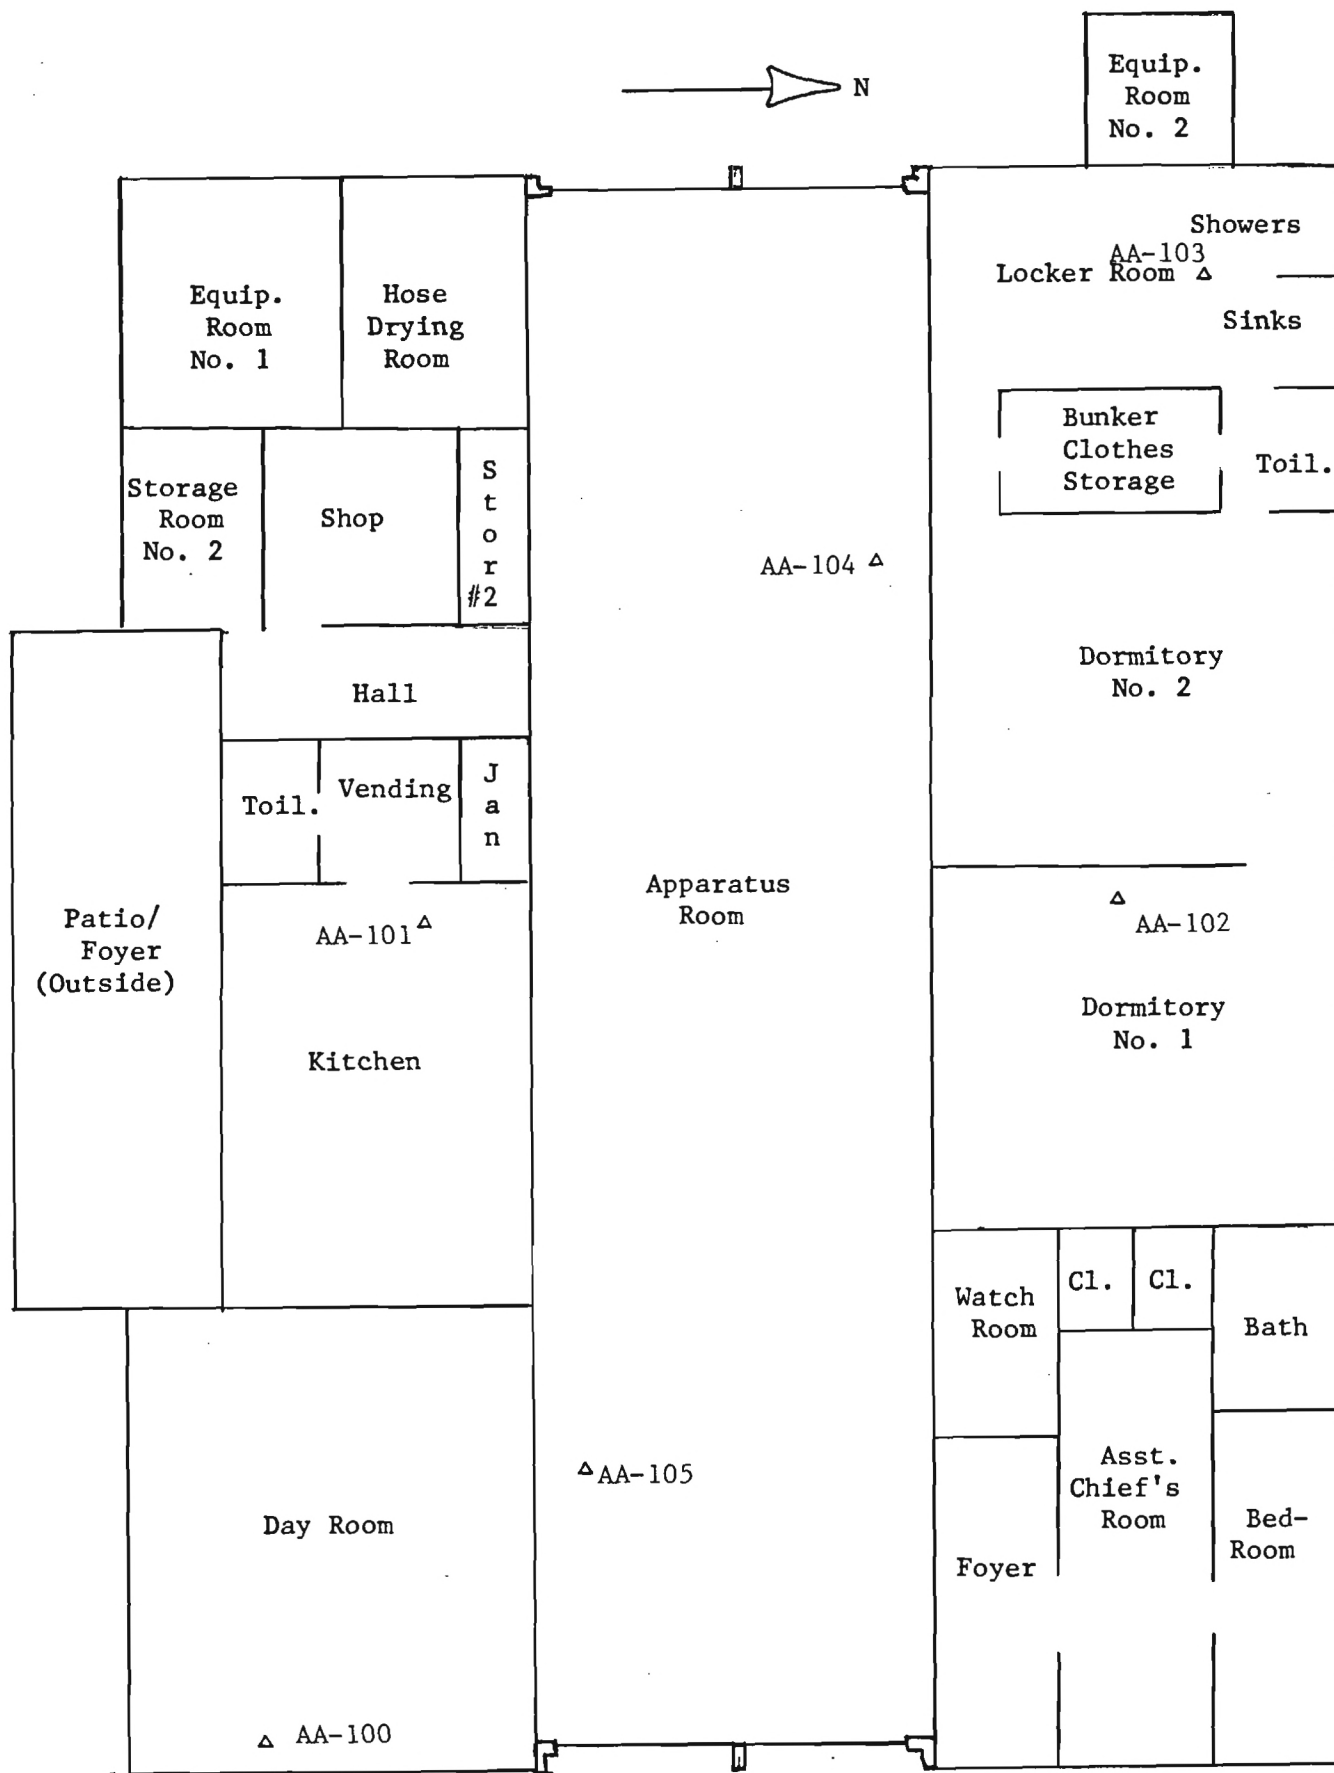 N
Equip.
Room
No. 2
Showers
AA-103
Locker Room
Sinks
Equip.
Room
No. 1
Hose
Drying
Room
Bunker
Clothes
Storage
Toil.
Storage
Room
No. 2
Shop
Stor
#2
AA-104
Dormitory
No. 2
Hall
Toil.
Vending
Jan
Apparatus
Room
Patio/
Foyer
(Outside)
AA-101
AA-102
Kitchen
Dormitory
No. 1
Watch
Room
Cl.
Cl.
Bath
AA-105
Day Room
Asst.
Chief's
Room
Bed-
Room
Foyer
AA-100